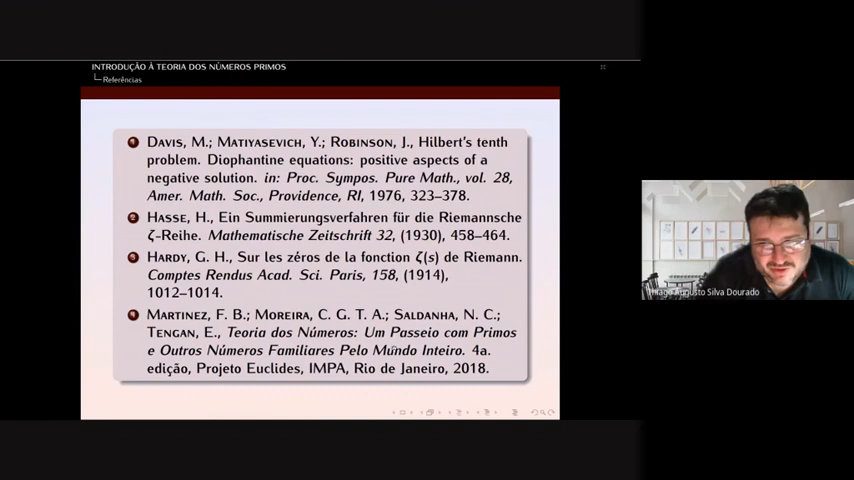 INTRODUÇÃO À TEORIA DOS NÚMEROS PRIMOS
Referências
1 DAVIS, M.; MATIYASEVICH, Y.; ROBINSON, J., Hilbert's tenth
problem. Diophantine equations: positive aspects of a
negative solution. in: Proc. Sympos. Pure Math., vol. 28,
Amer. Math. Soc., Providence, RI, 1976, 323–378.
2 HASSE, H., Ein Summierungsverfahren für die Riemannsche
ζ-Reihe. Mathematische Zeitschrift 32, (1930), 458–464.
3 HARDY, G. H., Sur les zéros de la fonction ζ(s) de Riemann.
Comptes Rendus Acad. Sci. Paris, 158, (1914),
1012–1014.
4 MARTINEZ, F. B.; MOREIRA, C. G. T. A.; SALDANHA, N. C.;
TENGAN, E., Teoria dos Números: Um Passeio com Primos
e Outros Números Familiares Pelo Mundo Inteiro. 4a.
edição, Projeto Euclides, IMPA, Rio de Janeiro, 2018.
Thiago Augusto Silva Dourado